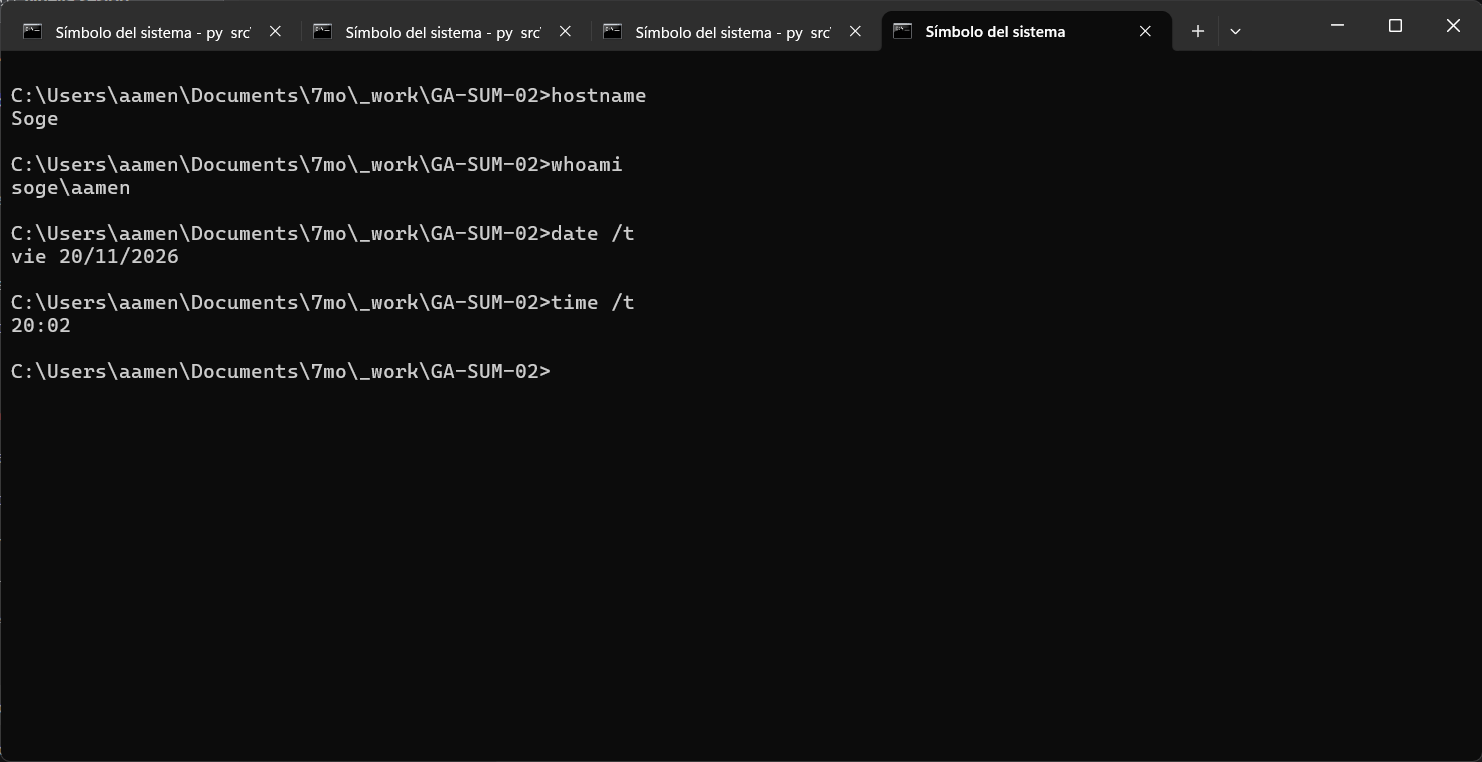 Símbolo del sistema - py src
Símbolo del sistema - py src
Símbolo del sistema - py src
Símbolo del sistema
C:\Users\aamen\Documents\7mo\_work\GA-SUM-02>hostname
Soge
C:\Users\aamen\Documents\7mo\_work\GA-SUM-02>whoami
soge\aamen
C:\Users\aamen\Documents\7mo\_work\GA-SUM-02>date /t
vie 20/11/2026
C:\Users\aamen\Documents\7mo\_work\GA-SUM-02>time /t
20:02
C:\Users\aamen\Documents\7mo\_work\GA-SUM-02>